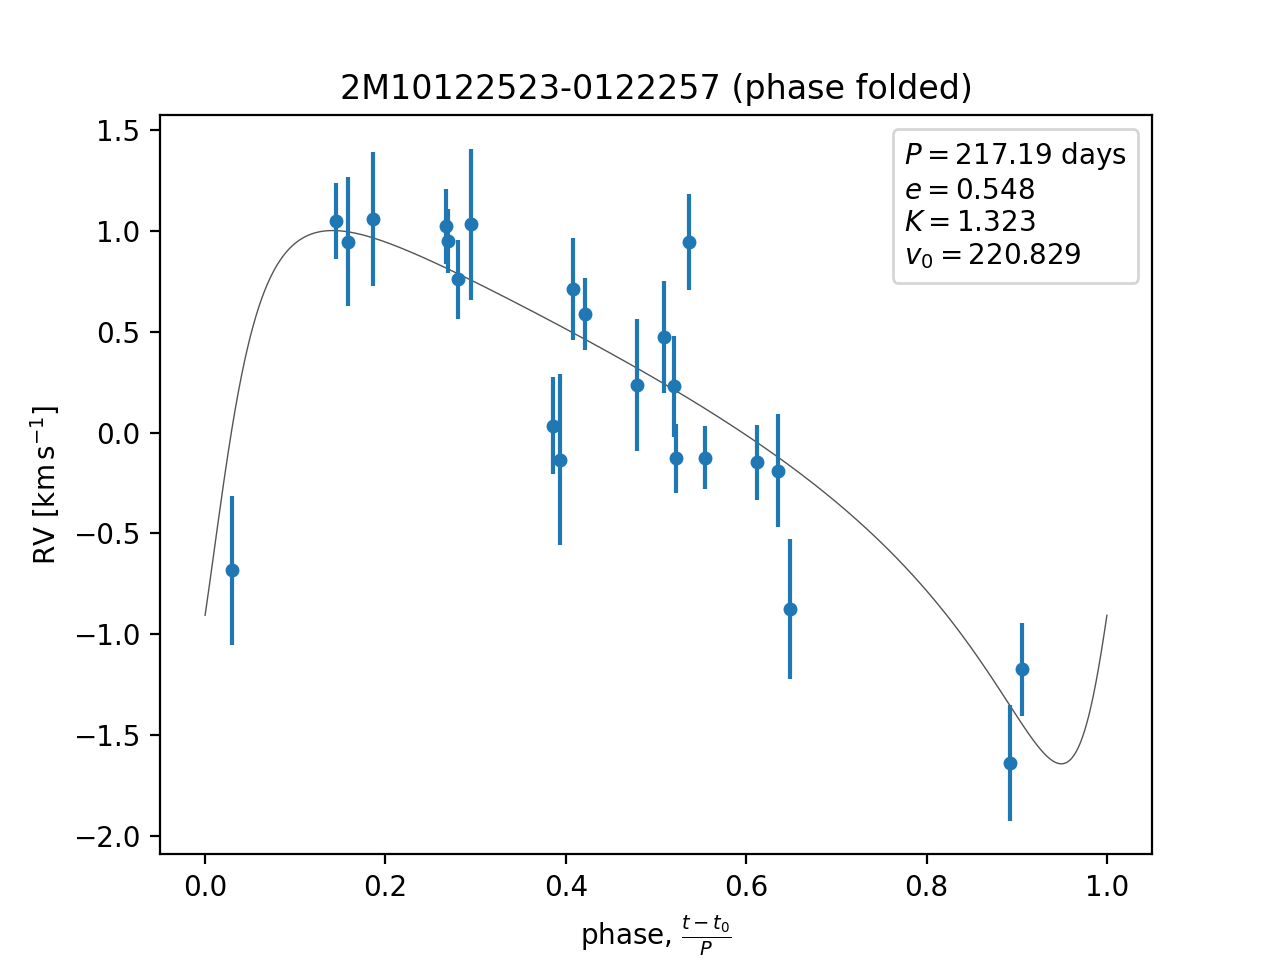 2M10122523-0122257 (phase folded)
P = 217.19 days
e = 0.548
K = 1.323
v₀ = 220.829
1.5
1.0
0.5
0.0
−0.5
−1.0
−1.5
−2.0
RV [km s⁻¹]
0.0 0.2 0.4 0.6 0.8 1.0
phase, (t − t₀)/P